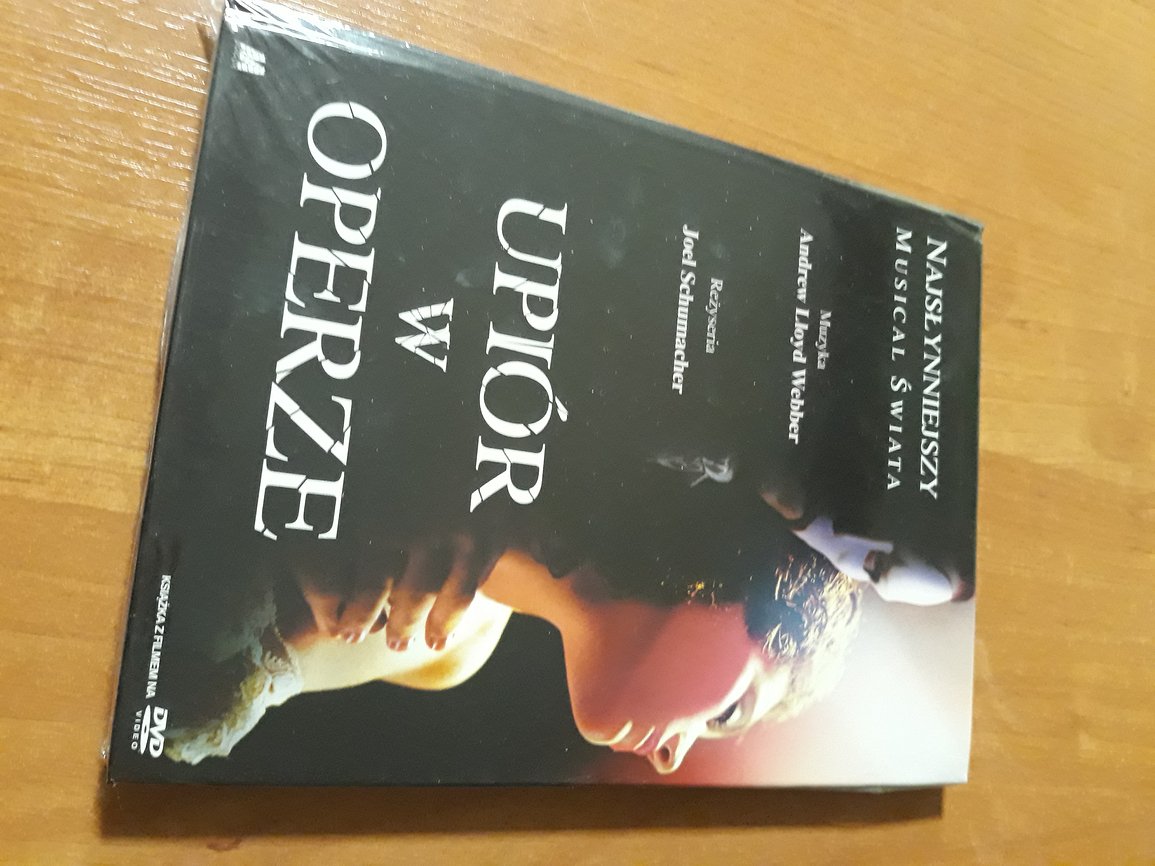 NAJSŁYNNIEJSZY
MUSICAL ŚWIATA
Muzyka
Andrew Lloyd Webber
Reżyseria
Joel Schumacher
UPIÓR
W
OPERZE
KSIĄŻKA Z FILMEM NA
DVD
VIDEO